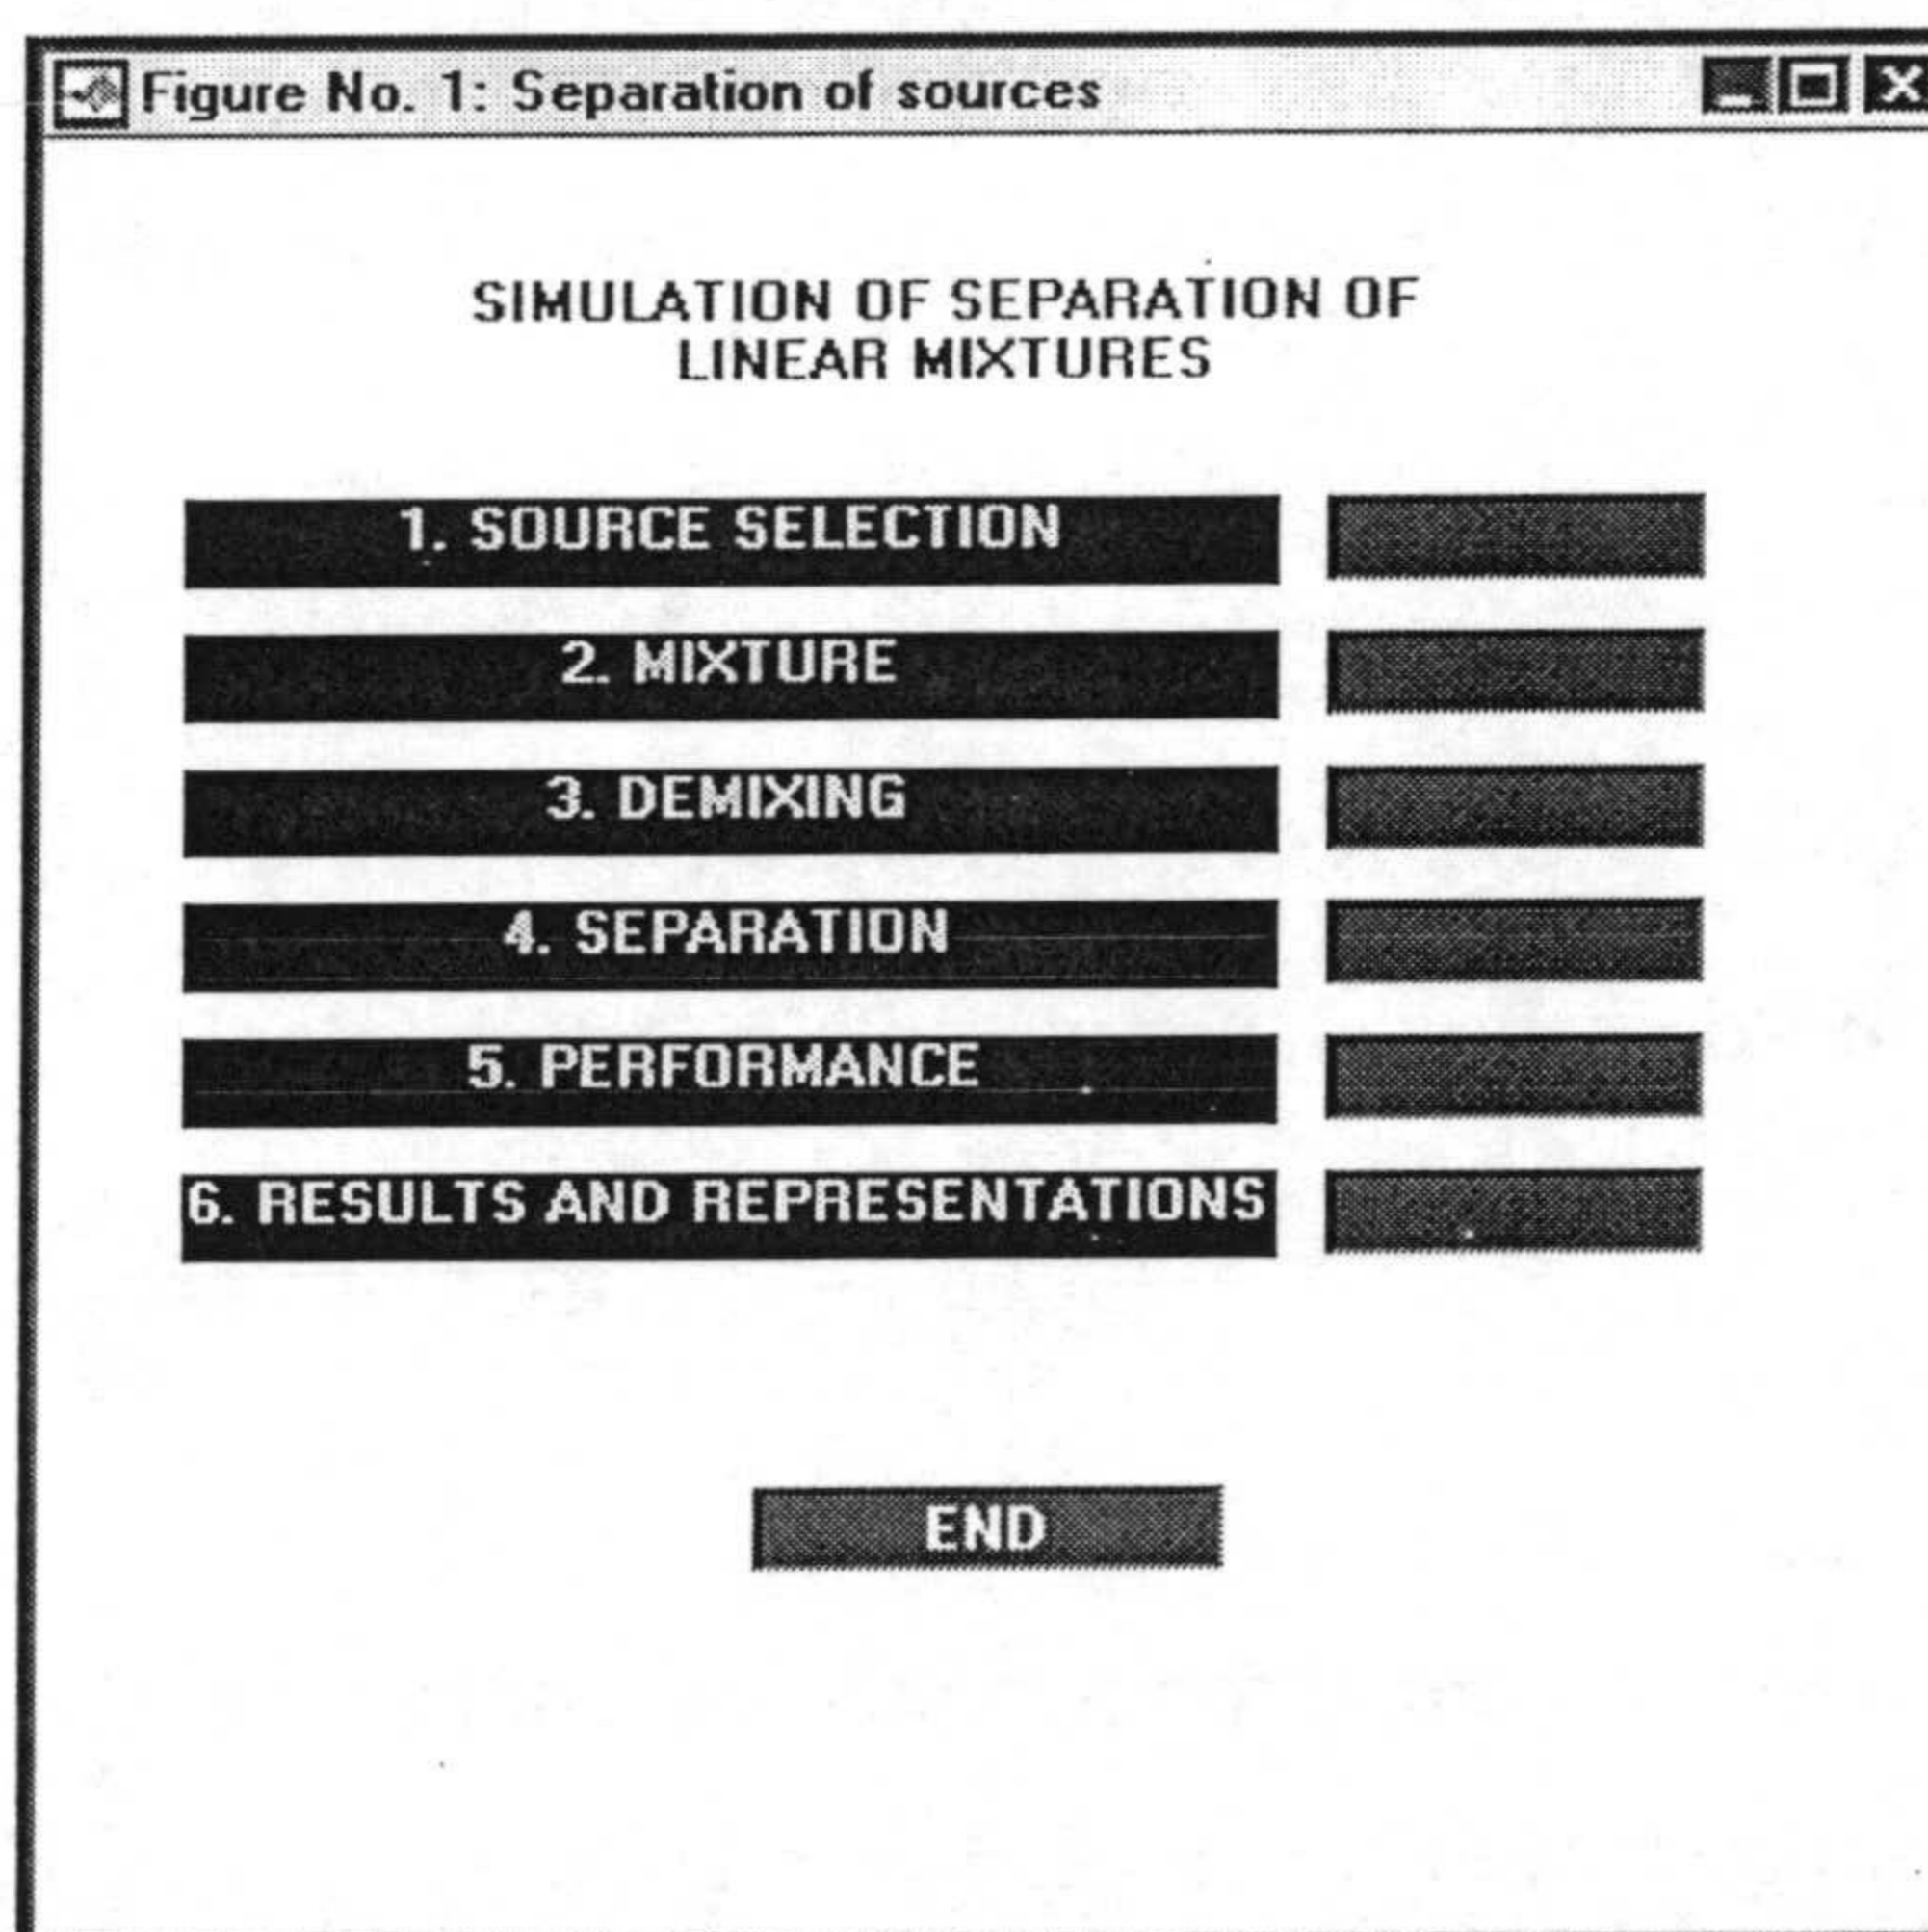 Figure No. 1: Separation of sources
SIMULATION OF SEPARATION OF
LINEAR MIXTURES
1. SOURCE SELECTION
2. MIXTURE
3. DEMIXING
4. SEPARATION
5. PERFORMANCE
6. RESULTS AND REPRESENTATIONS
END